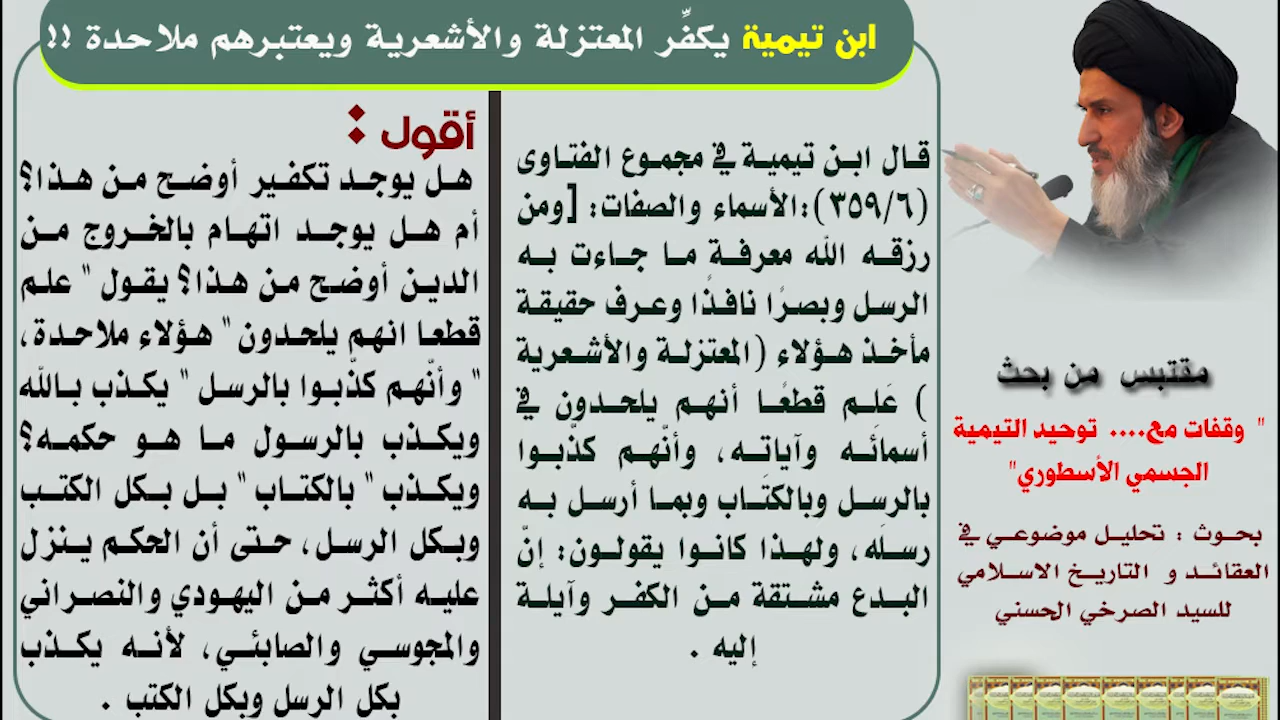 ابن تيمية يكفِّر المعتزلة والأشعرية ويعتبرهم ملاحدة !!
قال ابن تيمية في مجموع الفتاوى
(٣٥٩/٦):الأسماء والصفات: [ومن
رزقه الله معرفة ما جاءت به
الرسل وبصرًا نافذًا وعرف حقيقة
مأخذ هؤلاء (المعتزلة والأشعرية
) عَلم قطعًا أنهم يلحدون في
أسمائه وآياته، وأنّهم كذّبوا
بالرسل وبالكتاب وبما أرسل به
رسله، ولهذا كانوا يقولون: إنّ
البدع مشتقة من الكفر وآيلة
إليه .
أقول :
هل يوجد تكفير أوضح من هذا؟
أم هل يوجد اتهام بالخروج من
الدين أوضح من هذا؟ يقول " علم
قطعا انهم يلحدون" هؤلاء ملاحدة،
" وأنّهم كذّبوا بالرسل " يكذب بالله
ويكذب بالرسول ما هو حكمه؟
ويكذب " بالكتاب " بل بكل الكتب
وبكل الرسل، حتى أن الحكم ينزل
عليه أكثر من اليهودي والنصراني
والمجوسي والصابئي، لأنه يكذب
بكل الرسل وبكل الكتب .
مقتبس من بحث
" وقفات مع.... توحيد التيمية
الجسمي الأسطوري"
بحوث : تحليل موضوعي في
العقائد و التاريخ الاسلامي
للسيد الصرخي الحسني